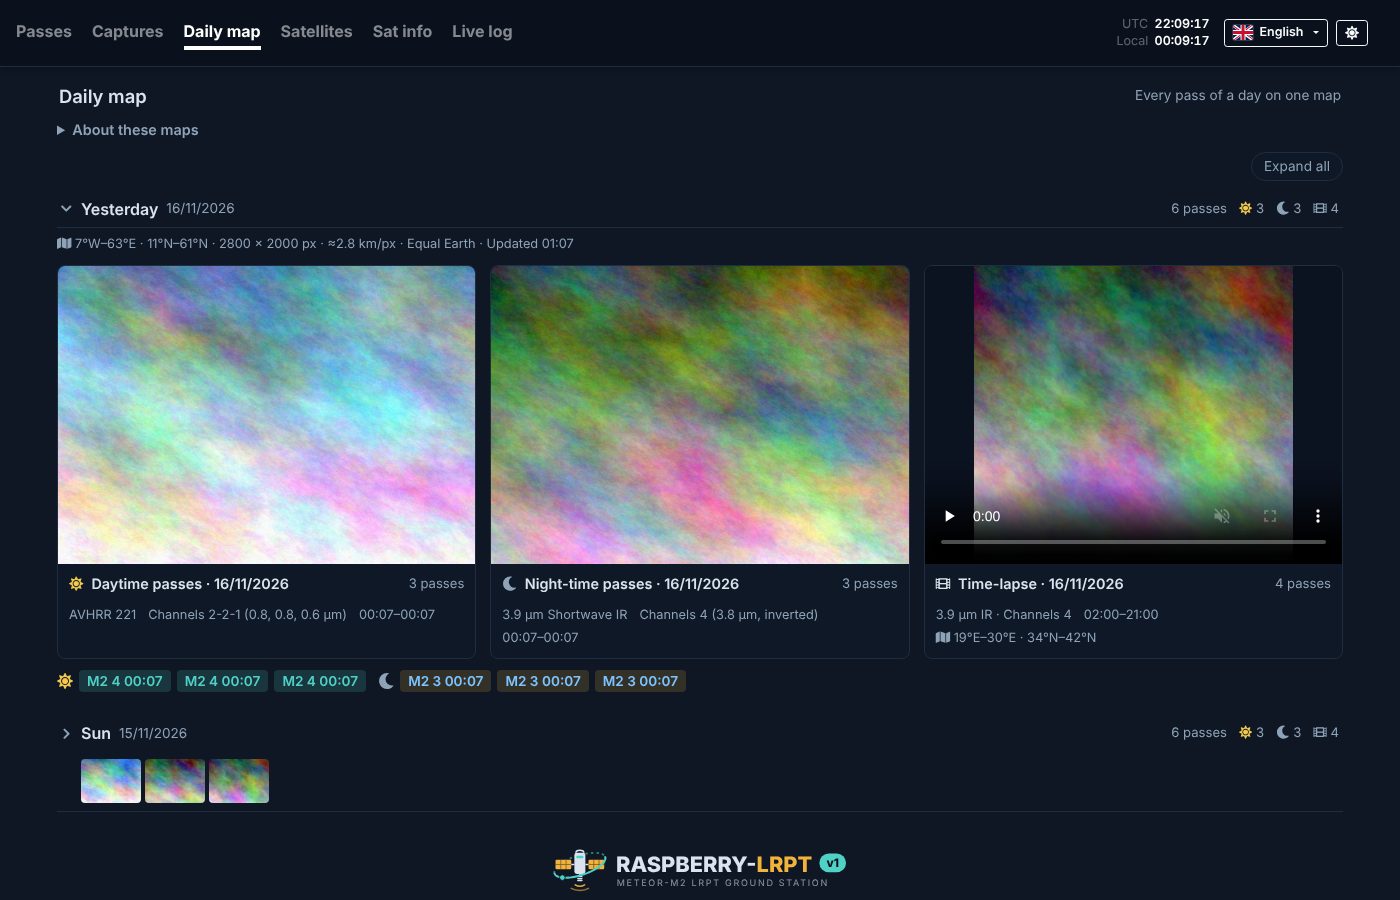 Passes Captures Daily map Satellites Sat info Live log
UTC 22:09:17
Local 00:09:17
English
Daily map
Every pass of a day on one map
About these maps
Expand all
Yesterday 16/11/2026
6 passes 3 3 4
7°W–63°E · 11°N–61°N · 2800 × 2000 px · ≈2.8 km/px · Equal Earth · Updated 01:07
Daytime passes · 16/11/2026 3 passes
AVHRR 221 Channels 2-2-1 (0.8, 0.8, 0.6 µm) 00:07–00:07
Night-time passes · 16/11/2026 3 passes
3.9 µm Shortwave IR Channels 4 (3.8 µm, inverted)
00:07–00:07
0:00
Time-lapse · 16/11/2026 4 passes
3.9 µm IR · Channels 4 02:00–21:00
19°E–30°E · 34°N–42°N
M2 4 00:07 M2 4 00:07 M2 4 00:07 M2 3 00:07 M2 3 00:07 M2 3 00:07
Sun 15/11/2026
6 passes 3 3 4
RASPBERRY-LRPT v1
METEOR-M2 LRPT GROUND STATION